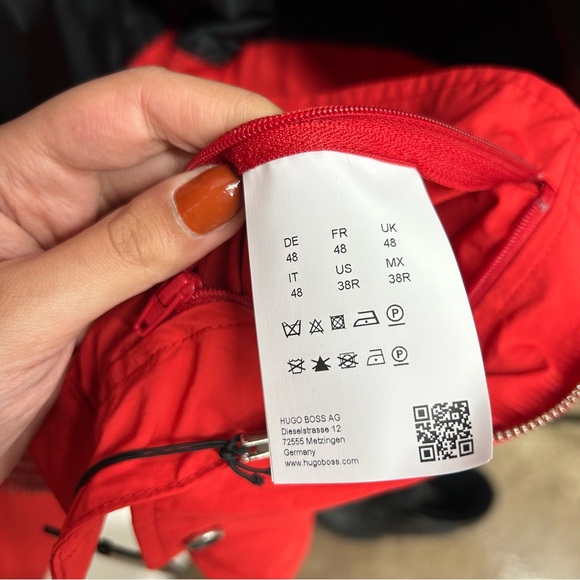 DE FR UK
48 48 48
IT US MX
48 38R 38R
P
P
HUGO BOSS AG
Dieselstrasse 12
72555 Metzingen
Germany
www.hugoboss.com